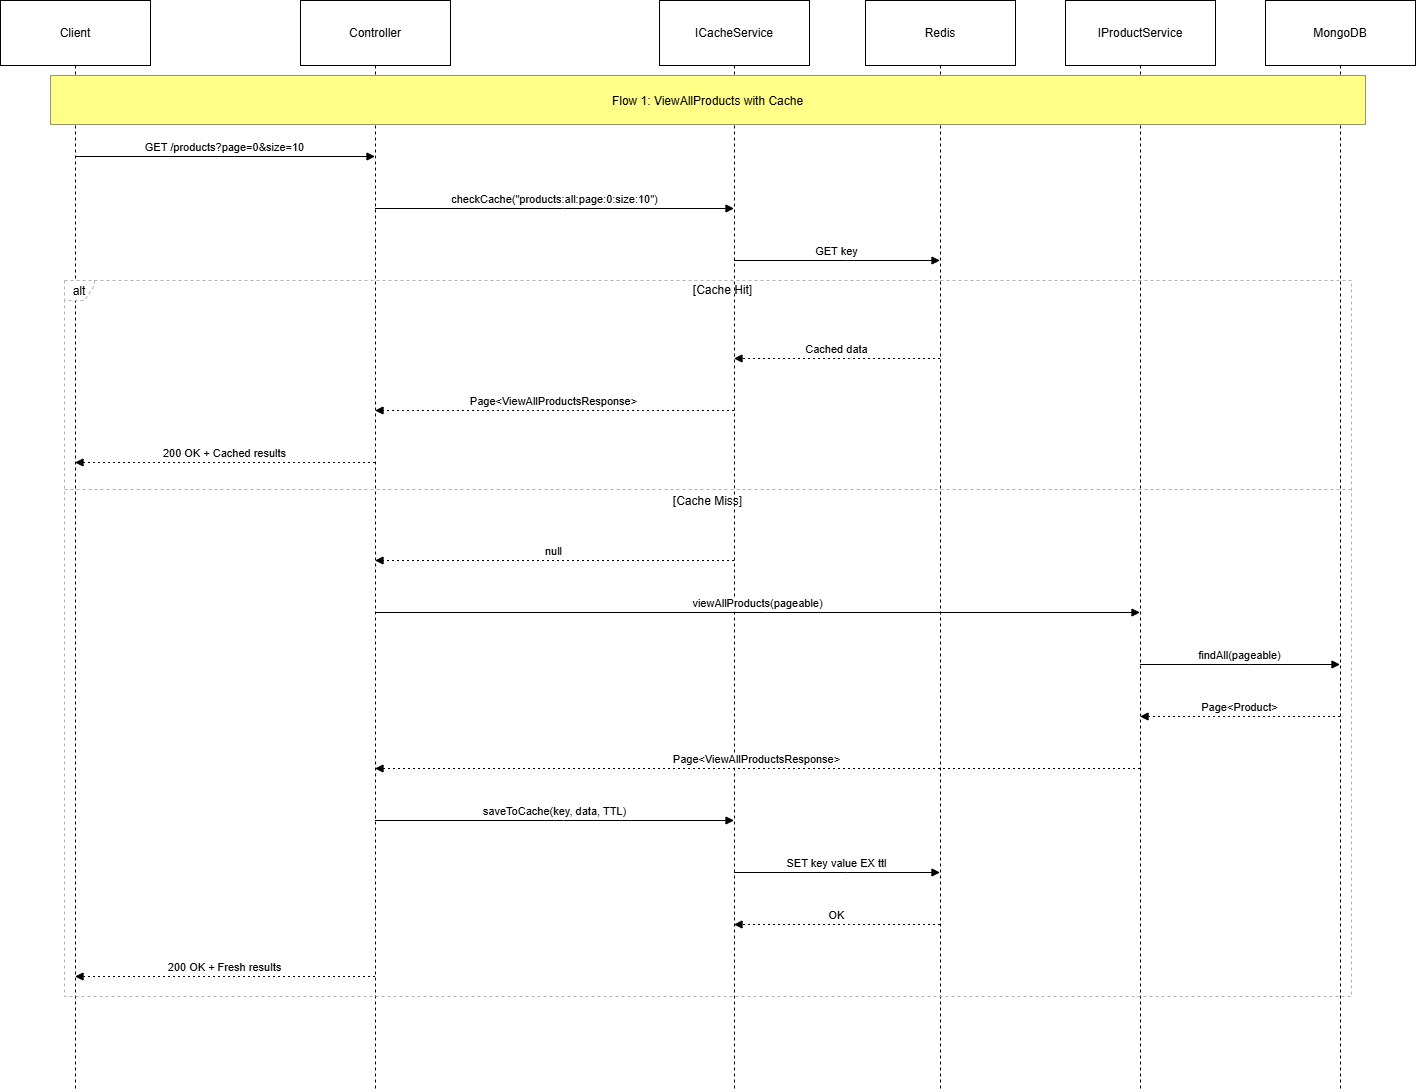 Client
Controller
ICacheService
Redis
IProductService
MongoDB
Flow 1: ViewAllProducts with Cache
GET /products?page=0&size=10
checkCache("products:all:page:0:size:10")
GET key
alt
[Cache Hit]
Cached data
Page<ViewAllProductsResponse>
200 OK + Cached results
[Cache Miss]
null
viewAllProducts(pageable)
findAll(pageable)
Page<Product>
Page<ViewAllProductsResponse>
saveToCache(key, data, TTL)
SET key value EX ttl
OK
200 OK + Fresh results